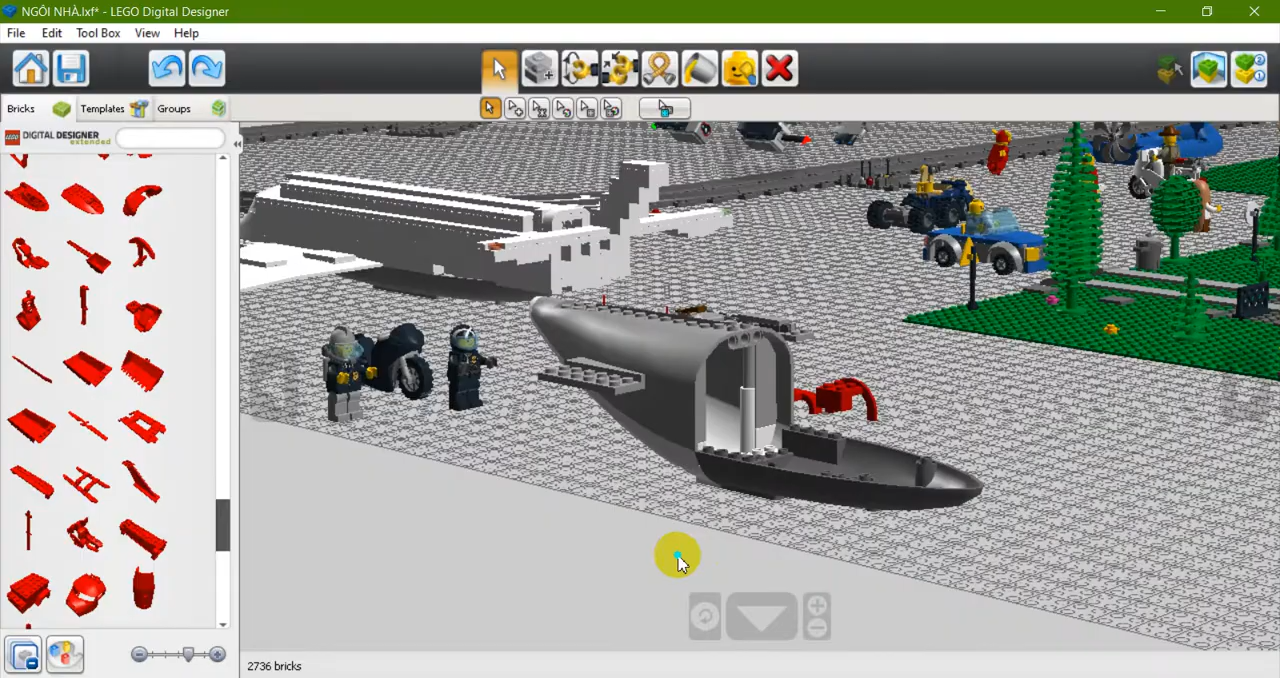 NGÔI NHÀ.lxf* - LEGO Digital Designer
File Edit Tool Box View Help
Bricks Templates Groups
LEGO DIGITAL DESIGNER
extended
2736 bricks